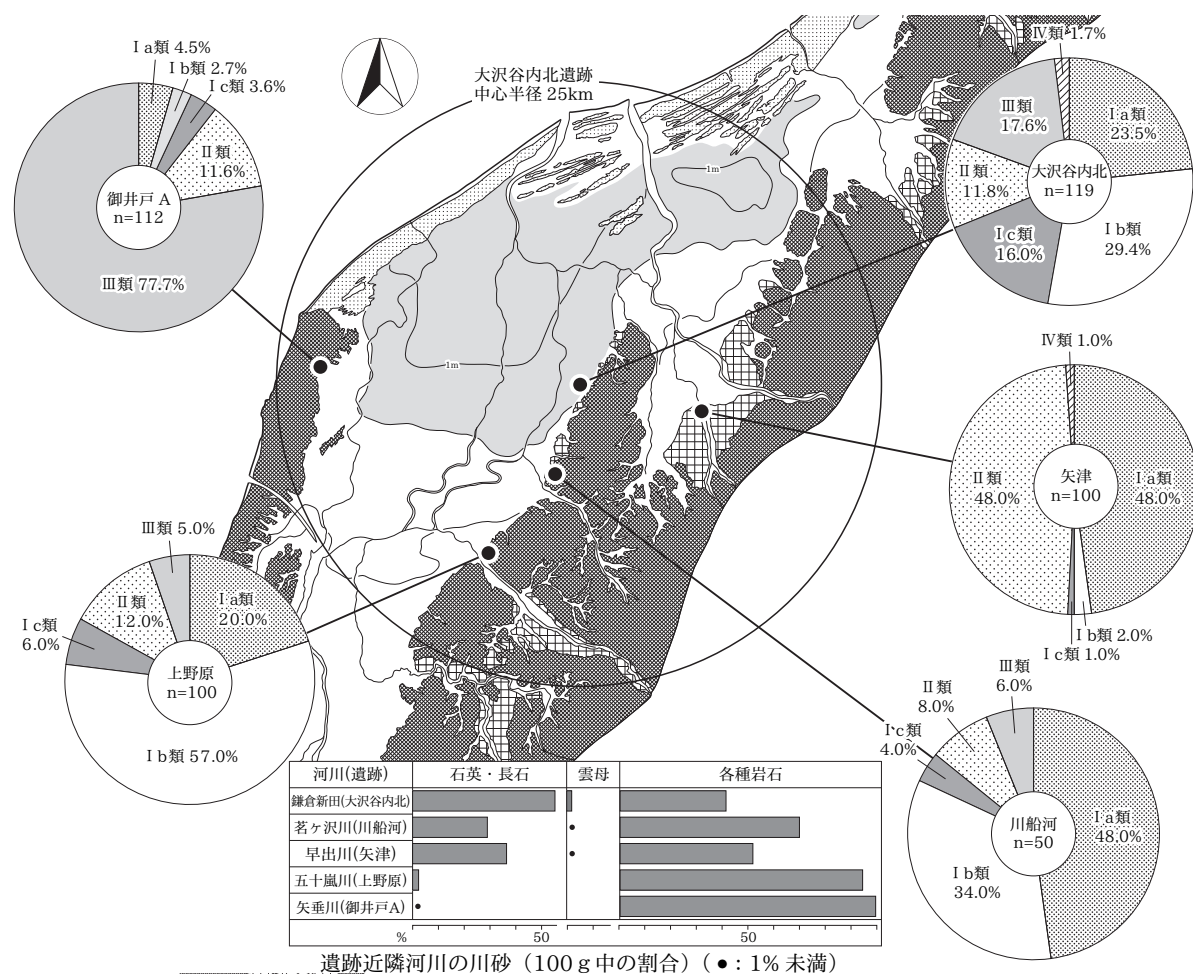 Ⅰa類 4.5%
Ⅰb類 2.7%
Ⅰc類 3.6%
Ⅱ類
11.6%
御井戸 A
n=112
Ⅲ類 77.7%
大沢谷内北遺跡
中心半径 25km
1m
1m
Ⅳ類 1.7%
Ⅲ類
17.6%
Ⅰa類
23.5%
Ⅱ類
11.8%
大沢谷内北
n=119
Ⅰc類
16.0%
Ⅰb類
29.4%
Ⅳ類 1.0%
Ⅱ類
48.0%
矢津
n=100
Ⅰa類
48.0%
Ⅰb類 2.0%
Ⅰc類 1.0%
Ⅲ類 5.0%
Ⅰc類
6.0%
Ⅱ類
12.0%
Ⅰa類
20.0%
上野原
n=100
Ⅰb類 57.0%
Ⅲ類
6.0%
Ⅱ類
8.0%
Ⅰc類
4.0%
Ⅰa類
48.0%
川船河
n=50
Ⅰb類
34.0%
河川(遺跡) 石英・長石 雲母 各種岩石
鎌倉新田(大沢谷内北)
茗ヶ沢川(川船河)
早出川(矢津)
五十嵐川(上野原)
矢垂川(御井戸A)
% 50 50
遺跡近隣河川の川砂（100 g 中の割合）（ ●：1% 未満）